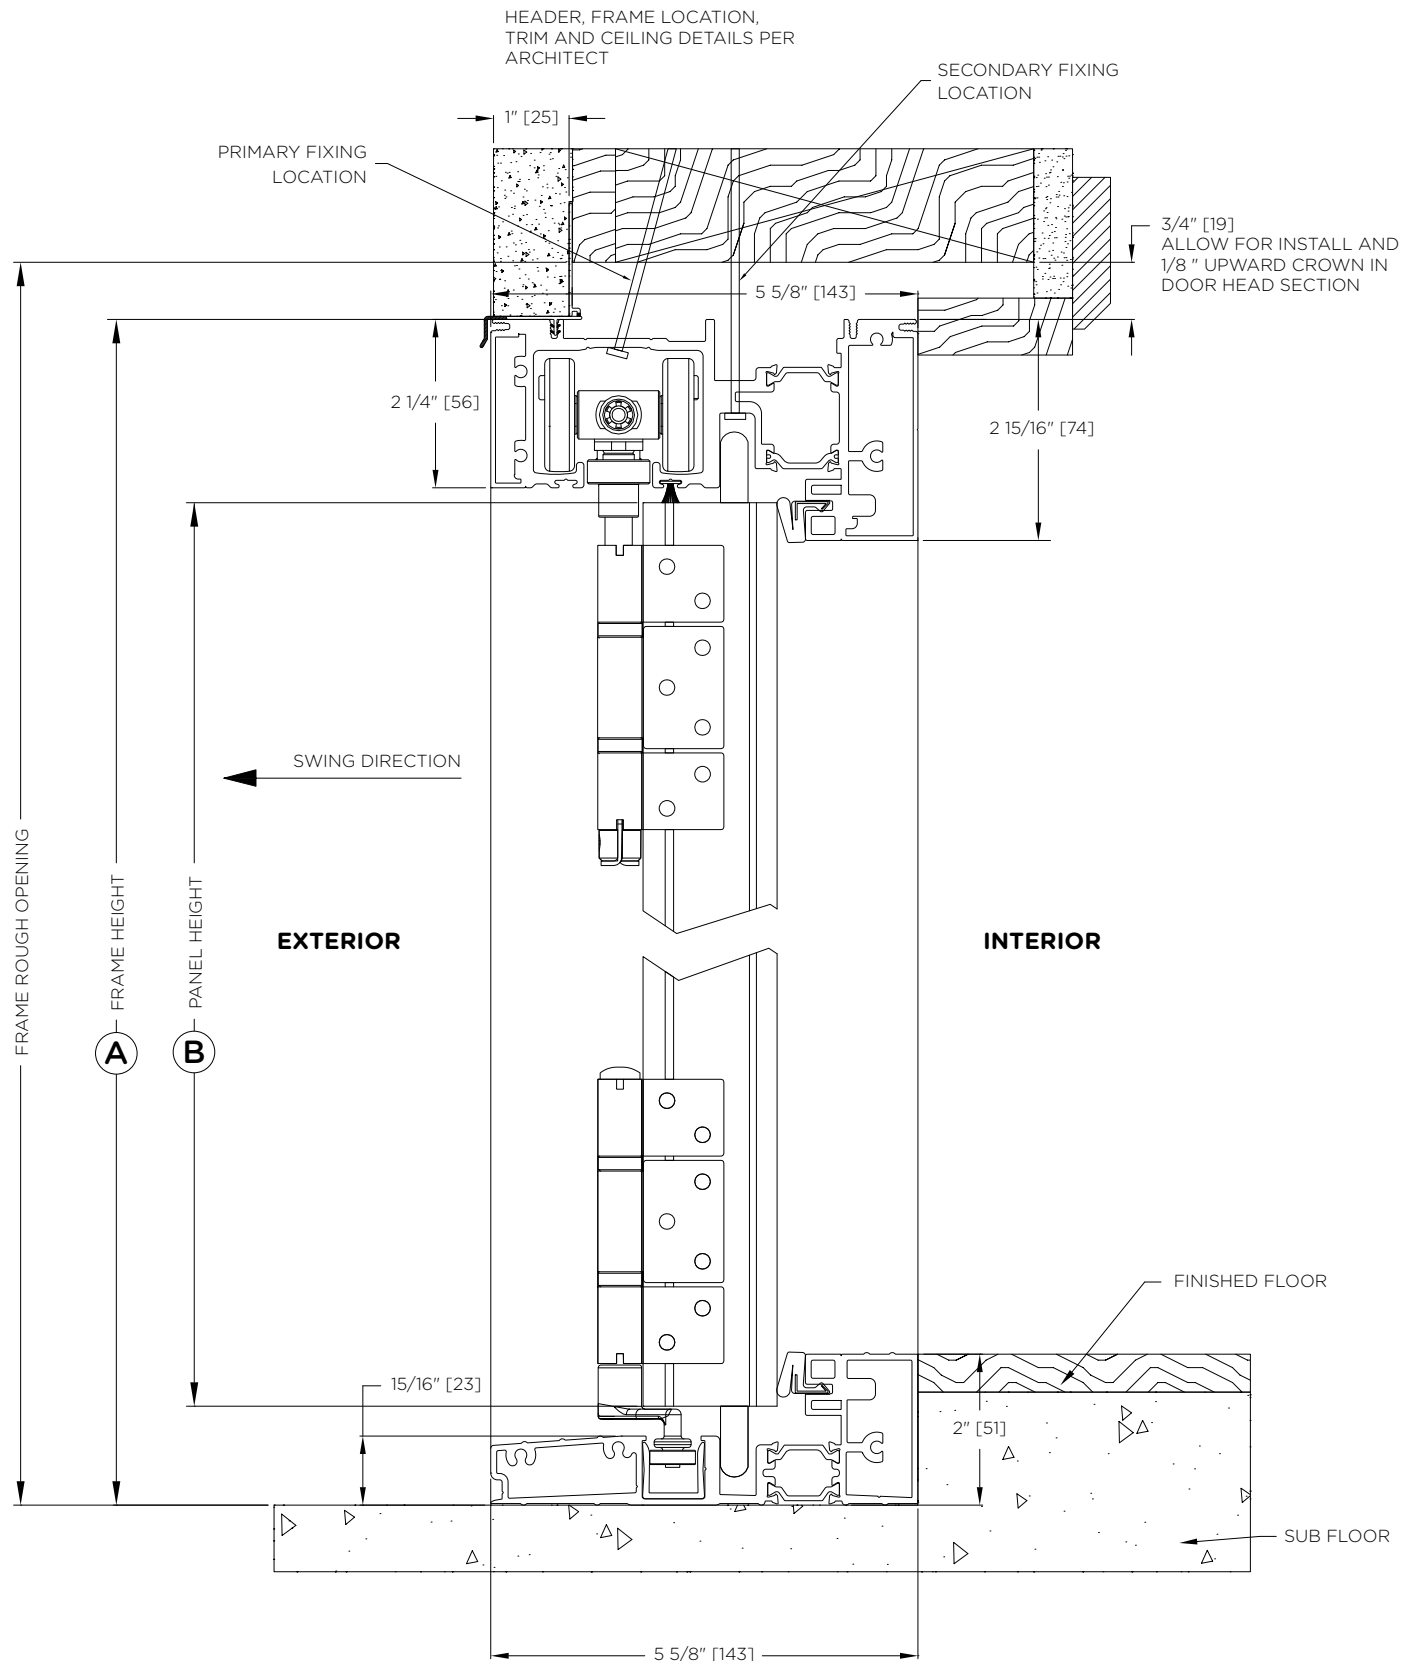 HEADER, FRAME LOCATION,
TRIM AND CEILING DETAILS PER
ARCHITECT
SECONDARY FIXING
LOCATION
1" [25]
PRIMARY FIXING
LOCATION
3/4" [19]
ALLOW FOR INSTALL AND
1/8 " UPWARD CROWN IN
DOOR HEAD SECTION
5 5/8" [143]
2 1/4" [56]
2 15/16" [74]
SWING DIRECTION
FRAME ROUGH OPENING
FRAME HEIGHT
PANEL HEIGHT
EXTERIOR
INTERIOR
A
B
FINISHED FLOOR
15/16" [23]
2" [51]
SUB FLOOR
5 5/8" [143]